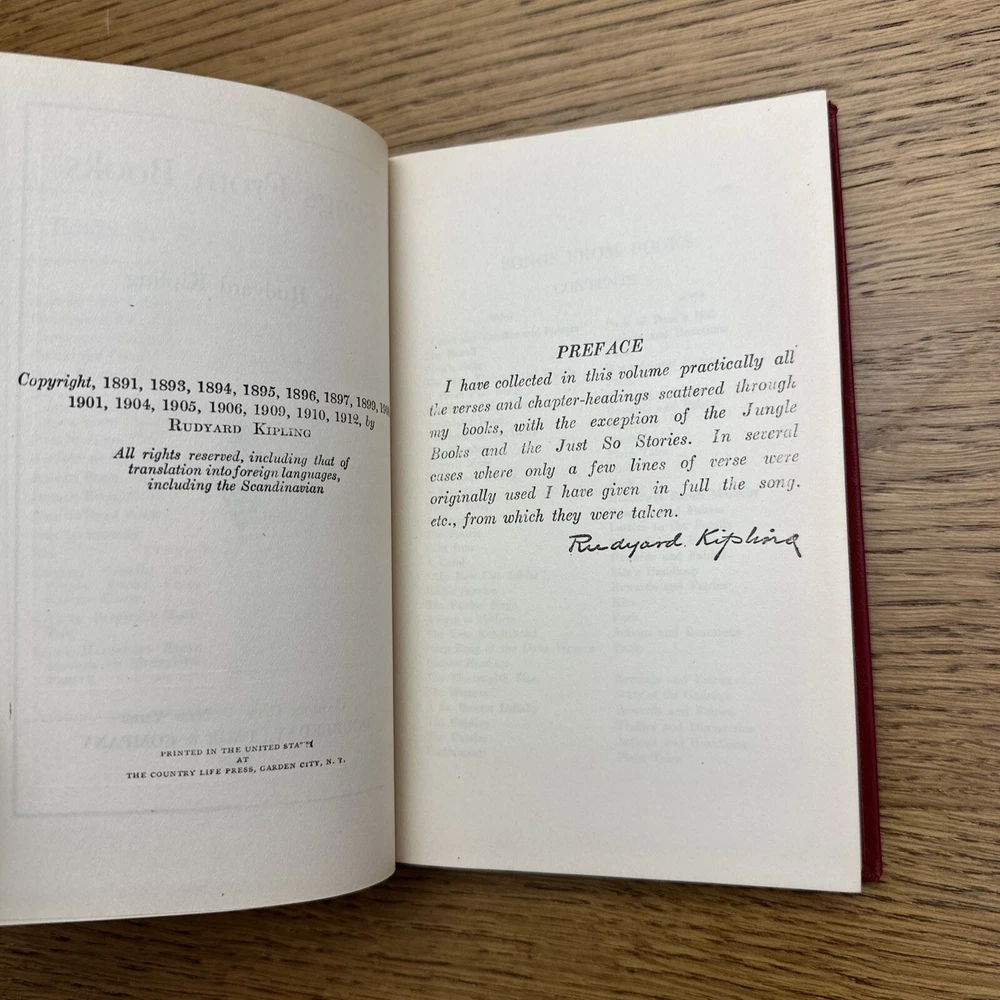 Copyright, 1891, 1893, 1894, 1895, 1896, 1897, 1899,
1901, 1904, 1905, 1906, 1909, 1910, 1912, by
RUDYARD KIPLING
All rights reserved, including that of
translation into foreign languages,
including the Scandinavian
PRINTED IN THE UNITED STATES
AT
THE COUNTRY LIFE PRESS, GARDEN CITY, N. Y.
PREFACE
I have collected in this volume practically all
the verses and chapter-headings scattered through
my books, with the exception of the Jungle
Books and the Just So Stories. In several
cases where only a few lines of verse were
originally used I have given in full the song,
etc., from which they were taken.
Rudyard Kipling